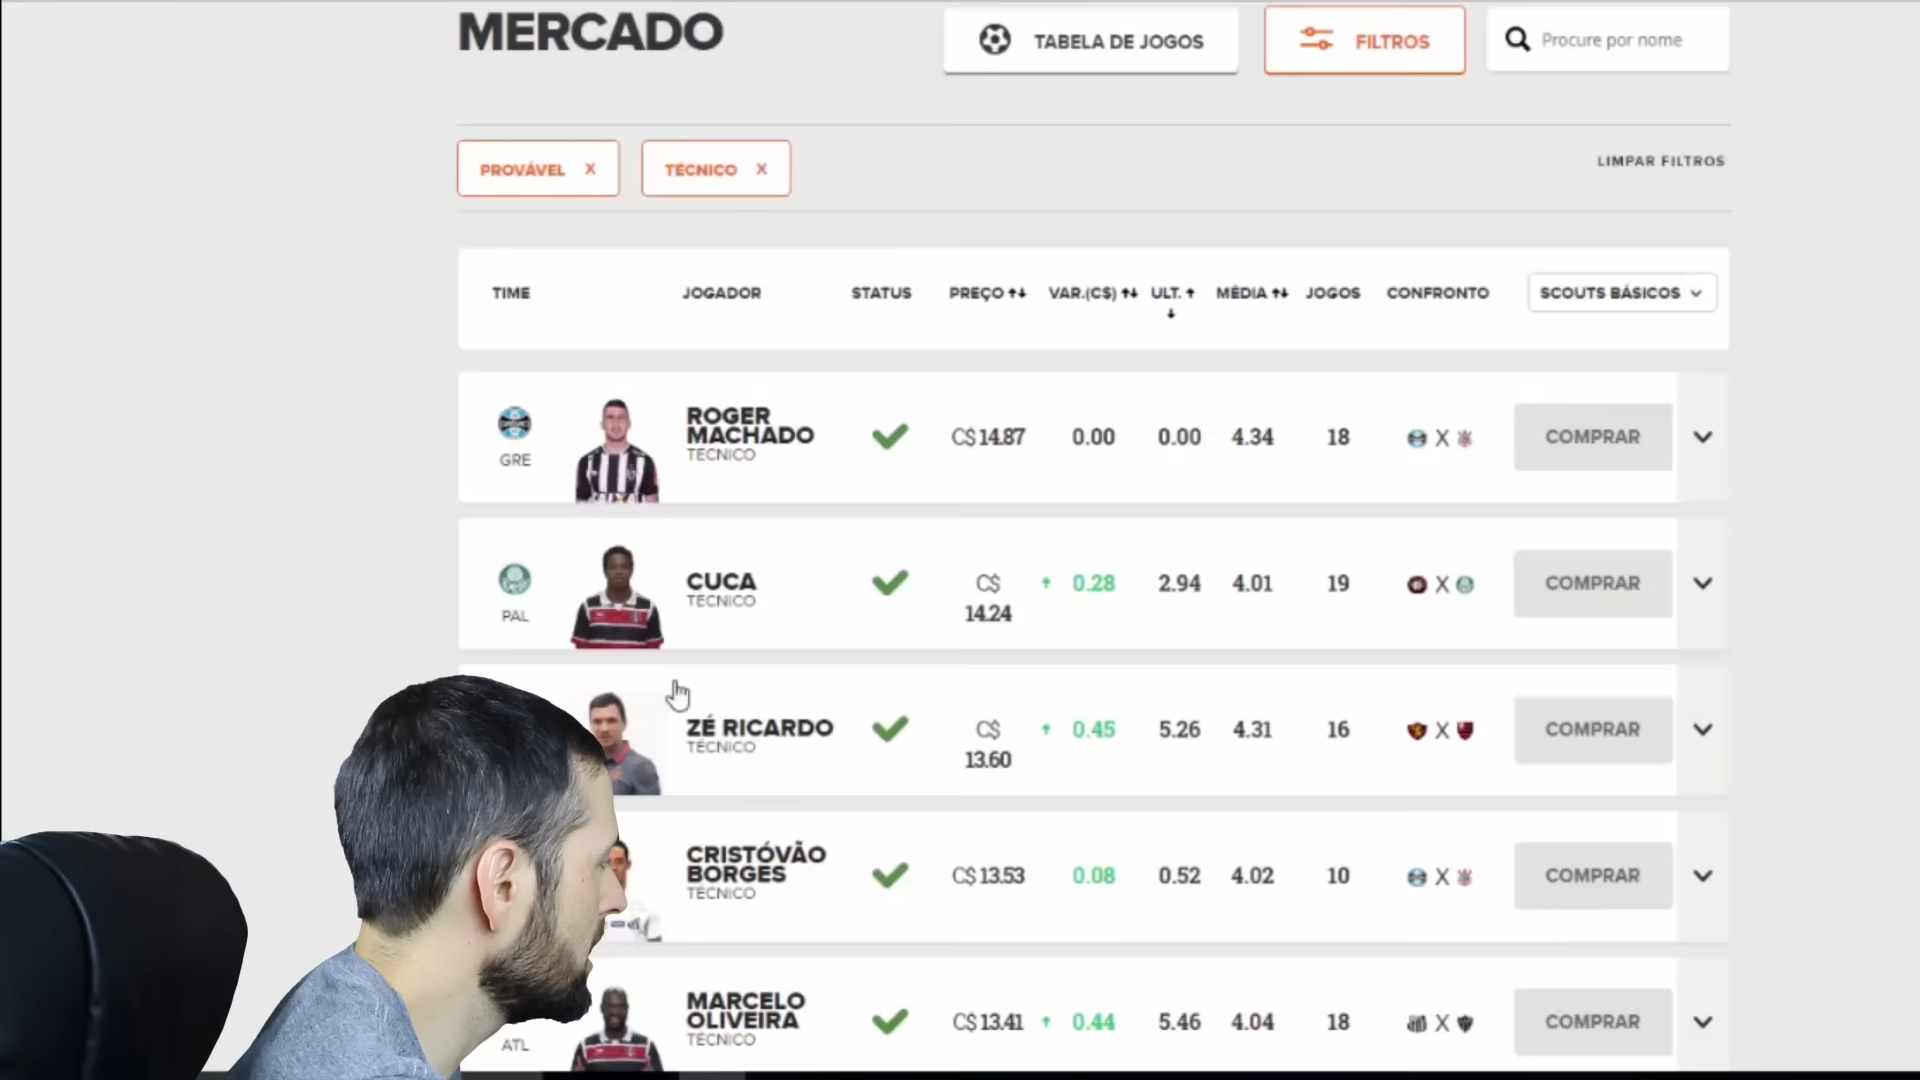 MERCADO
TABELA DE JOGOS
FILTROS
Procure por nome
PROVÁVEL X
TÉCNICO X
LIMPAR FILTROS
TIME JOGADOR STATUS PREÇO VAR.(C$) ULT. MÉDIA JOGOS CONFRONTO SCOUTS BÁSICOS
GRE
ROGER
MACHADO
TÉCNICO
C$ 14.87 0.00 0.00 4.34 18 X COMPRAR
PAL
CUCA
TÉCNICO
C$
14.24
0.28 2.94 4.01 19 X COMPRAR
ZÉ RICARDO
TÉCNICO
C$
13.60
0.45 5.26 4.31 16 X COMPRAR
CRISTÓVÃO
BORGES
TÉCNICO
C$ 13.53 0.08 0.52 4.02 10 X COMPRAR
ATL
MARCELO
OLIVEIRA
TÉCNICO
C$ 13.41 0.44 5.46 4.04 18 X COMPRAR